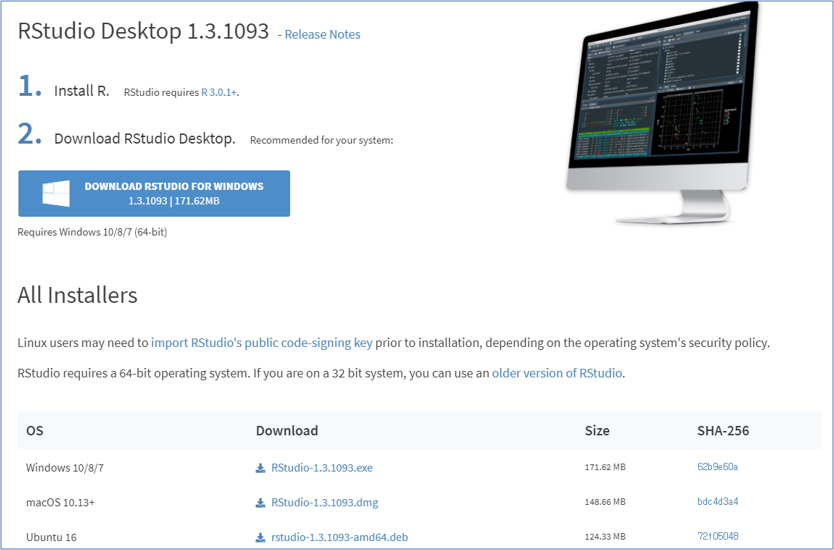 RStudio Desktop 1.3.1093 - Release Notes
1. Install R. RStudio requires R 3.0.1+.
2. Download RStudio Desktop. Recommended for your system:
DOWNLOAD RSTUDIO FOR WINDOWS
1.3.1093 | 171.62MB
Requires Windows 10/8/7 (64-bit)
All Installers
Linux users may need to import RStudio's public code-signing key prior to installation, depending on the operating system's security policy.
RStudio requires a 64-bit operating system. If you are on a 32 bit system, you can use an older version of RStudio.
OS Download Size SHA-256
Windows 10/8/7 RStudio-1.3.1093.exe 171.62 MB 62b9e60a
macOS 10.13+ RStudio-1.3.1093.dmg 148.66 MB bdc4d3a4
Ubuntu 16 rstudio-1.3.1093-amd64.deb 124.33 MB 72f05048